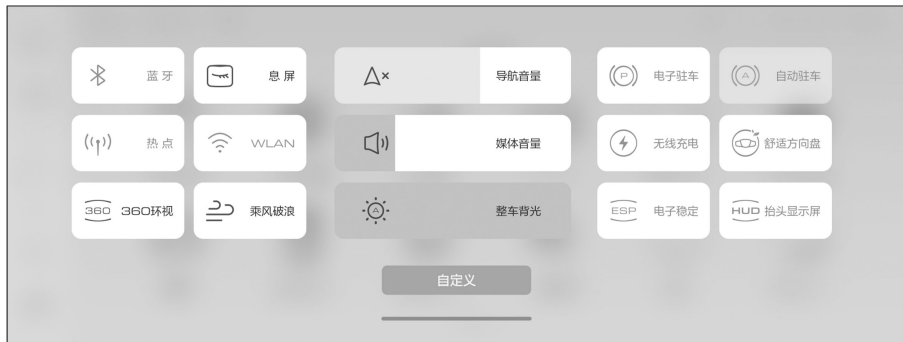 蓝牙
息屏
导航音量
P 电子驻车
A 自动驻车
热点
WLAN
媒体音量
无线充电
舒适方向盘
360 360环视
乘风破浪
A 整车背光
ESP 电子稳定
HUD 抬头显示屏
自定义